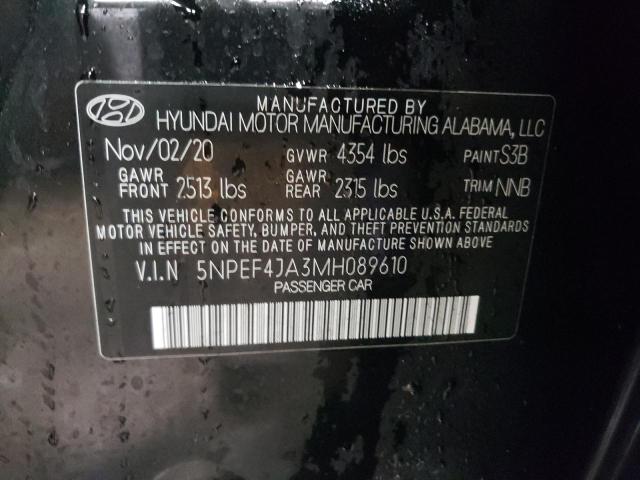 MANUFACTURED BY
HYUNDAI MOTOR MANUFACTURING ALABAMA, LLC
Nov/02/20 GVWR 4354 lbs PAINT S3B
GAWR FRONT 2513 lbs GAWR REAR 2315 lbs TRIM NNB
THIS VEHICLE CONFORMS TO ALL APPLICABLE U.S.A. FEDERAL
MOTOR VEHICLE SAFETY, BUMPER, AND THEFT PREVENTION STANDARDS
IN EFFECT ON THE DATE OF MANUFACTURE SHOWN ABOVE.
V.I.N 5NPEF4JA3MH089610
PASSENGER CAR